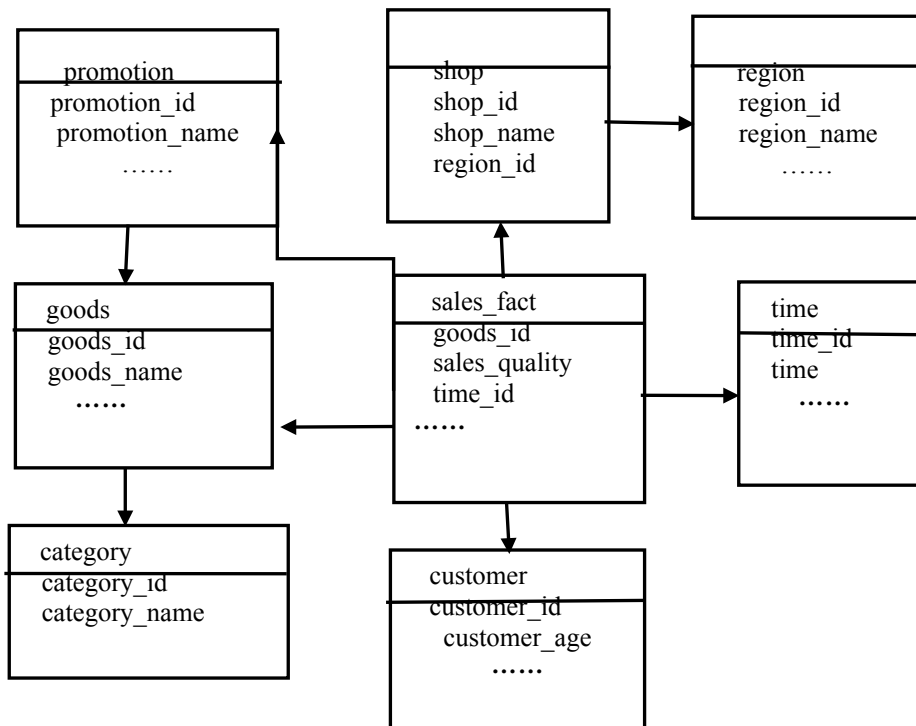 promotion
promotion_id
promotion_name
……
shop
shop_id
shop_name
region_id
region
region_id
region_name
……
goods
goods_id
goods_name
……
sales_fact
goods_id
sales_quality
time_id
……
time
time_id
time
……
category
category_id
category_name
customer
customer_id
customer_age
……